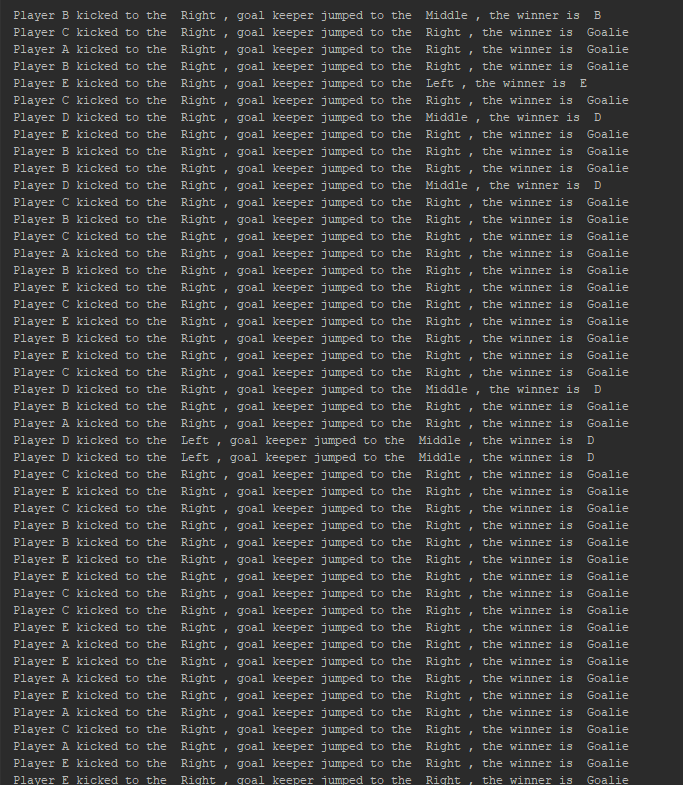 Player B kicked to the  Right , goal keeper jumped to the  Middle , the winner is  B
Player C kicked to the  Right , goal keeper jumped to the  Right , the winner is  Goalie
Player A kicked to the  Right , goal keeper jumped to the  Right , the winner is  Goalie
Player B kicked to the  Right , goal keeper jumped to the  Right , the winner is  Goalie
Player E kicked to the  Right , goal keeper jumped to the  Left , the winner is  E
Player C kicked to the  Right , goal keeper jumped to the  Right , the winner is  Goalie
Player D kicked to the  Right , goal keeper jumped to the  Middle , the winner is  D
Player E kicked to the  Right , goal keeper jumped to the  Right , the winner is  Goalie
Player B kicked to the  Right , goal keeper jumped to the  Right , the winner is  Goalie
Player B kicked to the  Right , goal keeper jumped to the  Right , the winner is  Goalie
Player D kicked to the  Right , goal keeper jumped to the  Middle , the winner is  D
Player C kicked to the  Right , goal keeper jumped to the  Right , the winner is  Goalie
Player B kicked to the  Right , goal keeper jumped to the  Right , the winner is  Goalie
Player C kicked to the  Right , goal keeper jumped to the  Right , the winner is  Goalie
Player A kicked to the  Right , goal keeper jumped to the  Right , the winner is  Goalie
Player B kicked to the  Right , goal keeper jumped to the  Right , the winner is  Goalie
Player E kicked to the  Right , goal keeper jumped to the  Right , the winner is  Goalie
Player C kicked to the  Right , goal keeper jumped to the  Right , the winner is  Goalie
Player E kicked to the  Right , goal keeper jumped to the  Right , the winner is  Goalie
Player B kicked to the  Right , goal keeper jumped to the  Right , the winner is  Goalie
Player E kicked to the  Right , goal keeper jumped to the  Right , the winner is  Goalie
Player C kicked to the  Right , goal keeper jumped to the  Right , the winner is  Goalie
Player D kicked to the  Right , goal keeper jumped to the  Middle , the winner is  D
Player B kicked to the  Right , goal keeper jumped to the  Right , the winner is  Goalie
Player A kicked to the  Right , goal keeper jumped to the  Right , the winner is  Goalie
Player D kicked to the  Left , goal keeper jumped to the  Middle , the winner is  D
Player D kicked to the  Left , goal keeper jumped to the  Middle , the winner is  D
Player C kicked to the  Right , goal keeper jumped to the  Right , the winner is  Goalie
Player E kicked to the  Right , goal keeper jumped to the  Right , the winner is  Goalie
Player C kicked to the  Right , goal keeper jumped to the  Right , the winner is  Goalie
Player B kicked to the  Right , goal keeper jumped to the  Right , the winner is  Goalie
Player B kicked to the  Right , goal keeper jumped to the  Right , the winner is  Goalie
Player E kicked to the  Right , goal keeper jumped to the  Right , the winner is  Goalie
Player E kicked to the  Right , goal keeper jumped to the  Right , the winner is  Goalie
Player C kicked to the  Right , goal keeper jumped to the  Right , the winner is  Goalie
Player C kicked to the  Right , goal keeper jumped to the  Right , the winner is  Goalie
Player E kicked to the  Right , goal keeper jumped to the  Right , the winner is  Goalie
Player A kicked to the  Right , goal keeper jumped to the  Right , the winner is  Goalie
Player E kicked to the  Right , goal keeper jumped to the  Right , the winner is  Goalie
Player A kicked to the  Right , goal keeper jumped to the  Right , the winner is  Goalie
Player E kicked to the  Right , goal keeper jumped to the  Right , the winner is  Goalie
Player A kicked to the  Right , goal keeper jumped to the  Right , the winner is  Goalie
Player C kicked to the  Right , goal keeper jumped to the  Right , the winner is  Goalie
Player A kicked to the  Right , goal keeper jumped to the  Right , the winner is  Goalie
Player E kicked to the  Right , goal keeper jumped to the  Right , the winner is  Goalie
Player E kicked to the  Right , goal keeper jumped to the  Right , the winner is  Goalie